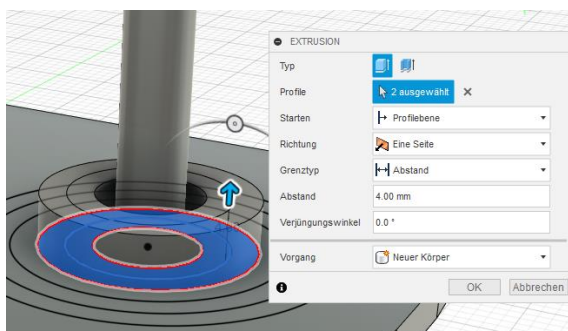 EXTRUSION
Typ
Profile 2 ausgewählt
Starten Profilebene
Richtung Eine Seite
Grenztyp Abstand
Abstand 4.00 mm
Verjüngungswinkel 0.0 °
Vorgang Neuer Körper
OK Abbrechen